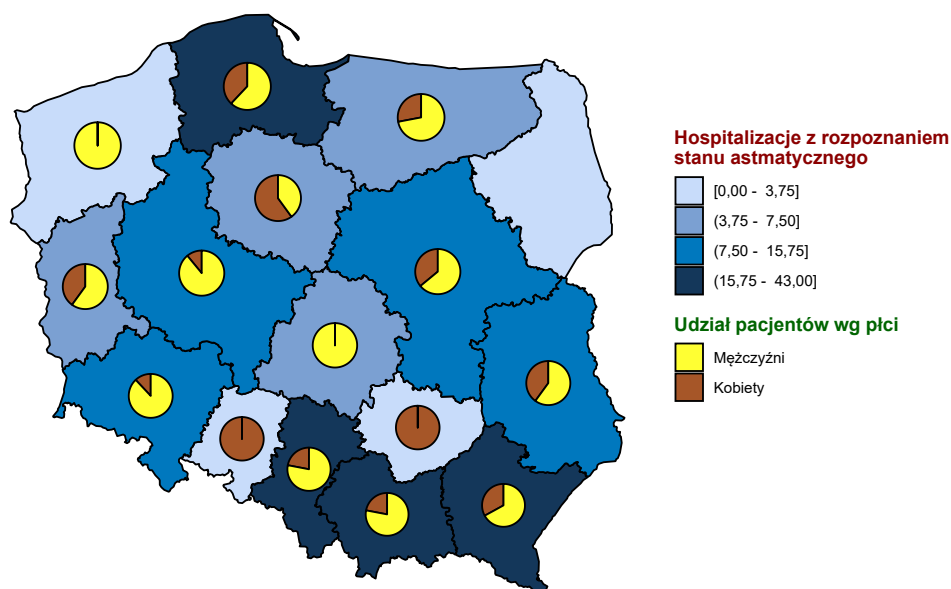 Hospitalizacje z rozpoznaniem
stanu astmatycznego
[0,00 - 3,75]
(3,75 - 7,50]
(7,50 - 15,75]
(15,75 - 43,00]
Udział pacjentów wg płci
Mężczyźni
Kobiety